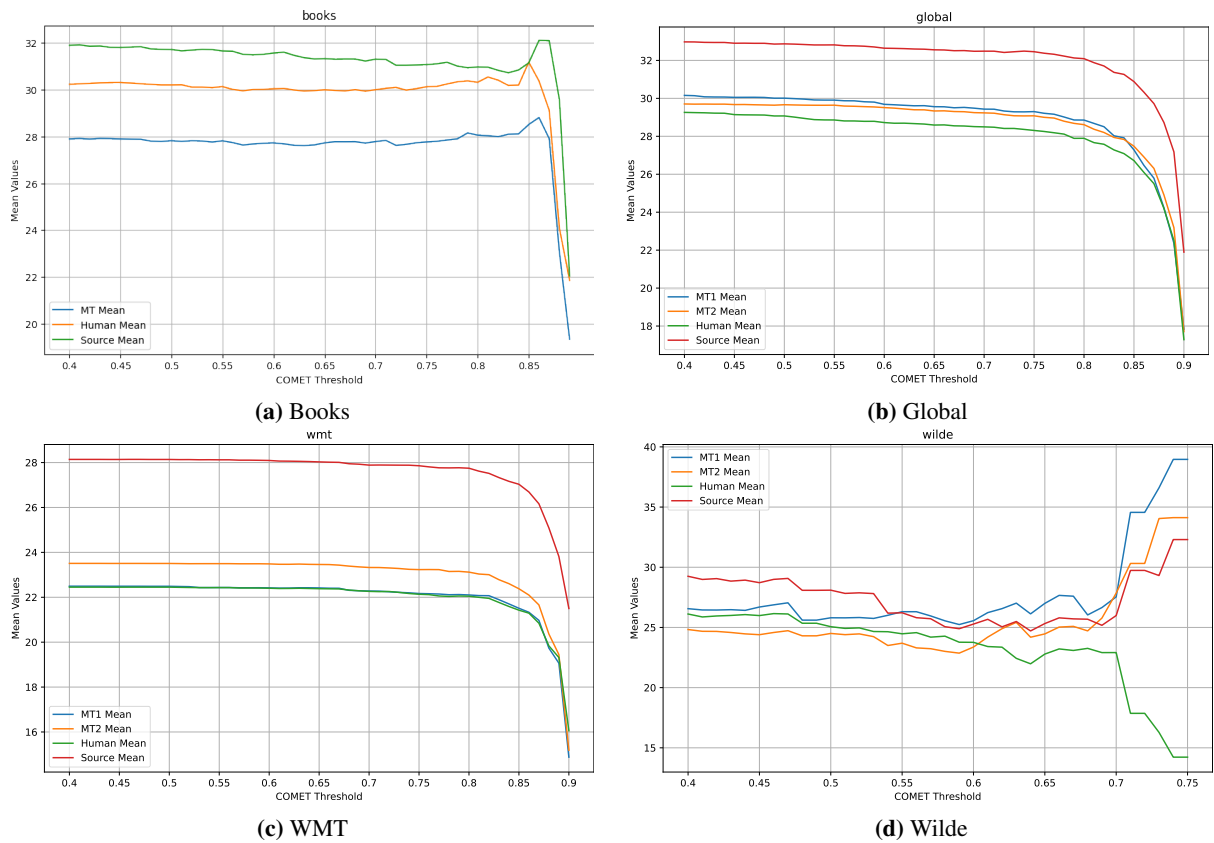 books
32
30
28
26
24
22
20
Mean Values
MT Mean
Human Mean
Source Mean
0.4 0.45 0.5 0.55 0.6 0.65 0.7 0.75 0.8 0.85
COMET Threshold
(a) Books
global
32
30
28
26
24
22
20
18
Mean Values
MT1 Mean
MT2 Mean
Human Mean
Source Mean
0.4 0.45 0.5 0.55 0.6 0.65 0.7 0.75 0.8 0.85 0.9
COMET Threshold
(b) Global
wmt
28
26
24
22
20
18
16
Mean Values
MT1 Mean
MT2 Mean
Human Mean
Source Mean
0.4 0.45 0.5 0.55 0.6 0.65 0.7 0.75 0.8 0.85 0.9
COMET Threshold
(c) WMT
wilde
40
35
30
25
20
15
Mean Values
MT1 Mean
MT2 Mean
Human Mean
Source Mean
0.4 0.45 0.5 0.55 0.6 0.65 0.7 0.75
COMET Threshold
(d) Wilde